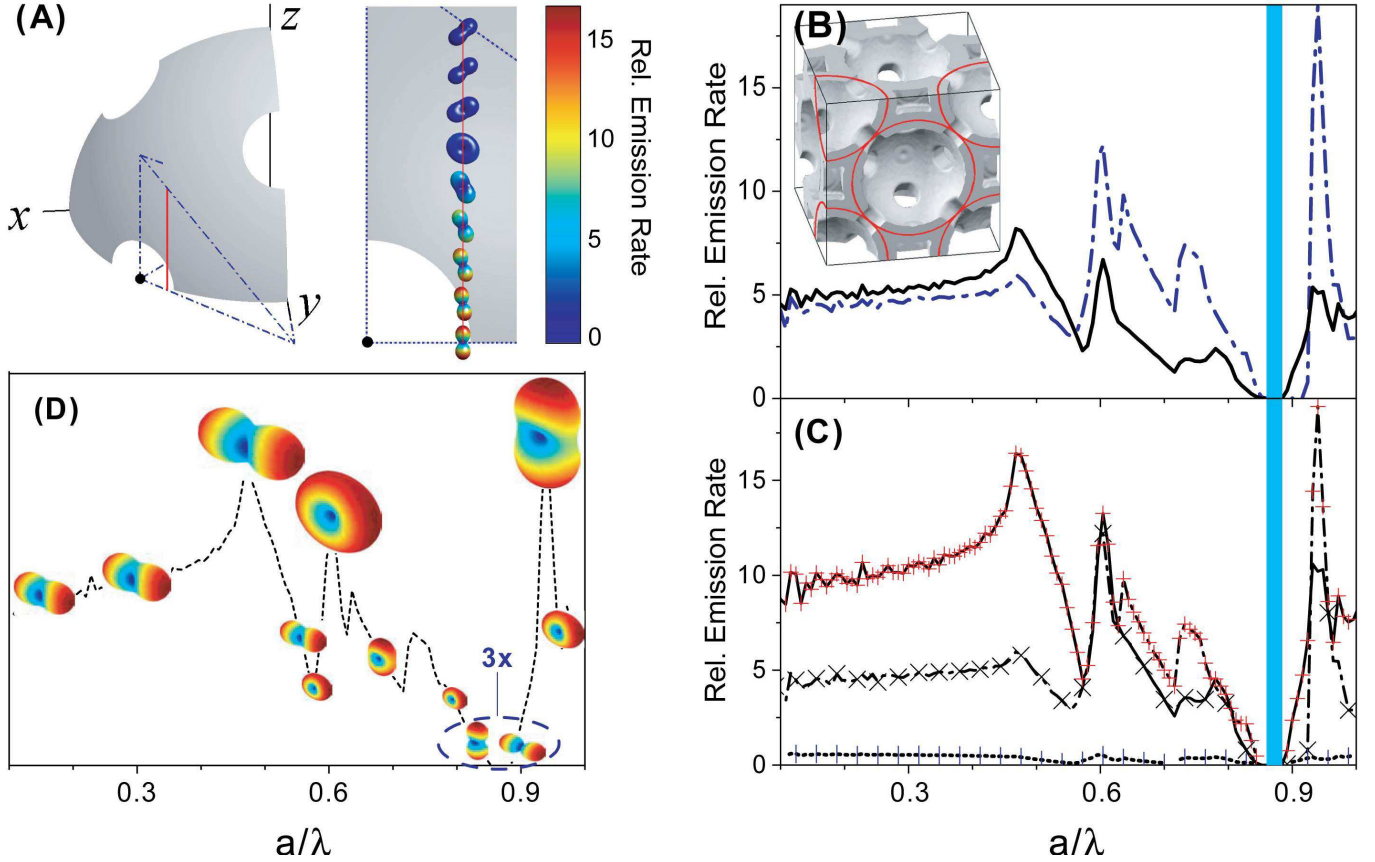 (A)
z
x
y
15
10
5
0
Rel. Emission Rate
(B)
15
10
5
0
Rel. Emission Rate
(D)
3x
0.3
0.6
0.9
a/λ
(C)
15
10
5
0
Rel. Emission Rate
0.3
0.6
0.9
a/λ